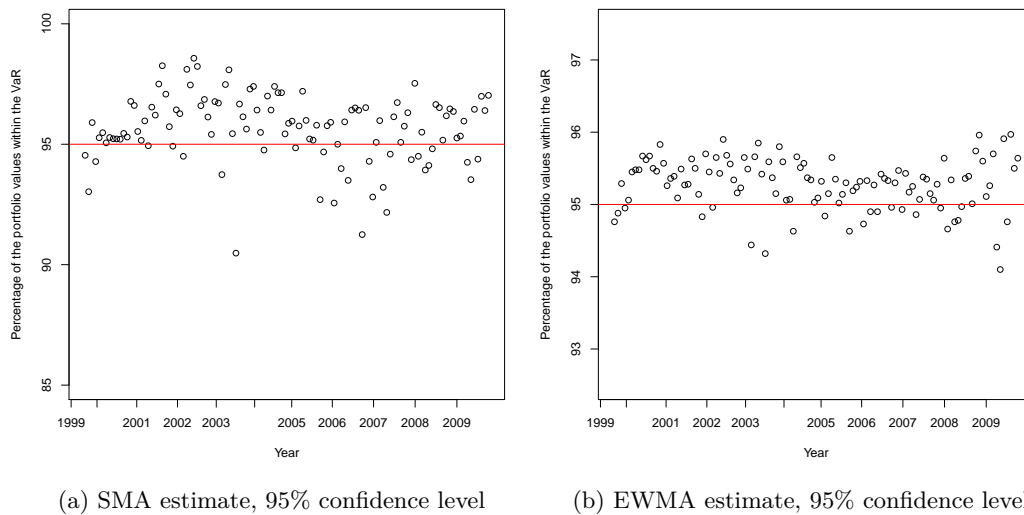 Percentage of the portfolio values within the VaR
100
95
90
85
1999 2001 2002 2003 2005 2006 2007 2008 2009
Year
(a) SMA estimate, 95% confidence level
Percentage of the portfolio values within the VaR
97
96
95
94
93
1999 2001 2002 2003 2005 2006 2007 2008 2009
Year
(b) EWMA estimate, 95% confidence level